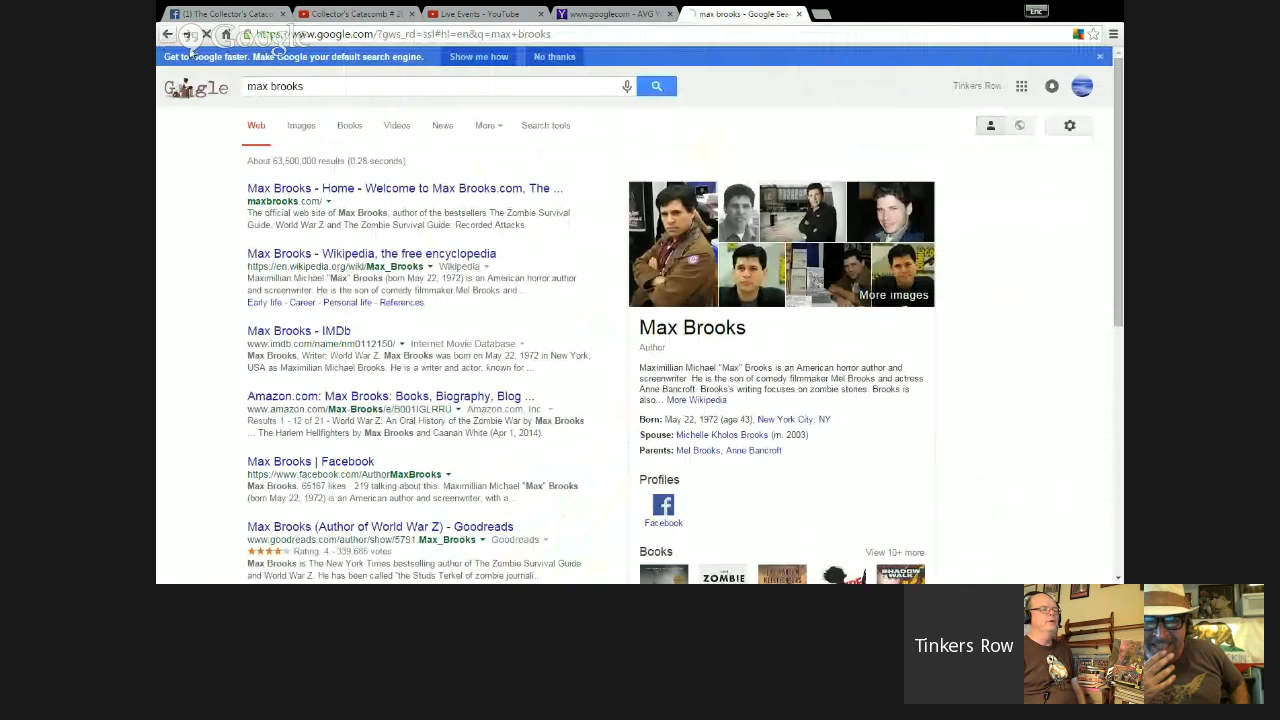 (1) The Collector's Catacc
Collector's Catacomb # 2
Live Events - YouTube
www.googlecom - AVG
max brooks - Google Sea
Eric
https://www.google.com/?gws_rd=ssl#hl=en&q=max+brooks
Get to Google faster. Make Google your default search engine.
Show me how
No thanks
Google
max brooks
Tinkers Row
Web
Images
Books
Videos
News
More
Search tools
About 63,500,000 results (0.28 seconds)
Max Brooks - Home - Welcome to Max Brooks.com, The ...
maxbrooks.com/
The official web site of Max Brooks, author of the bestsellers The Zombie Survival
Guide, World War Z and The Zombie Survival Guide: Recorded Attacks.
Max Brooks - Wikipedia, the free encyclopedia
https://en.wikipedia.org/wiki/Max_Brooks Wikipedia
Maximillian Michael "Max" Brooks (born May 22, 1972) is an American horror author
and screenwriter. He is the son of comedy filmmaker Mel Brooks and ...
Early life - Career - Personal life - References
Max Brooks - IMDb
www.imdb.com/name/nm0112150/ Internet Movie Database
Max Brooks, Writer: World War Z. Max Brooks was born on May 22, 1972 in New York,
USA as Maximilian Michael Brooks. He is a writer and actor, known for ...
Amazon.com: Max Brooks: Books, Biography, Blog ...
www.amazon.com/Max-Brooks/e/B001IGLRRU Amazon.com, Inc.
Results 1 - 12 of 21 - World War Z: An Oral History of the Zombie War by Max Brooks
... The Harlem Hellfighters by Max Brooks and Caanan White (Apr 1, 2014).
Max Brooks | Facebook
https://www.facebook.com/AuthorMaxBrooks
Max Brooks. 65167 likes · 219 talking about this. Maximillian Michael "Max" Brooks
(born May 22, 1972) is an American author and screenwriter, with a...
Max Brooks (Author of World War Z) - Goodreads
www.goodreads.com/author/show/5791.Max_Brooks Goodreads
Rating: 4 - 339,685 votes
Max Brooks is The New York Times bestselling author of The Zombie Survival Guide
and World War Z. He has been called "the Studs Terkel of zombie journali...
More images
Max Brooks
Author
Maximillian Michael "Max" Brooks is an American horror author and
screenwriter. He is the son of comedy filmmaker Mel Brooks and actress
Anne Bancroft. Brooks's writing focuses on zombie stories. Brooks is
also... More Wikipedia
Born: May 22, 1972 (age 43), New York City, NY
Spouse: Michelle Kholos Brooks (m. 2003)
Parents: Mel Brooks, Anne Bancroft
Profiles
Facebook
Books
View 10+ more
ZOMBIE
SHADOW
WALK
Tinkers Row